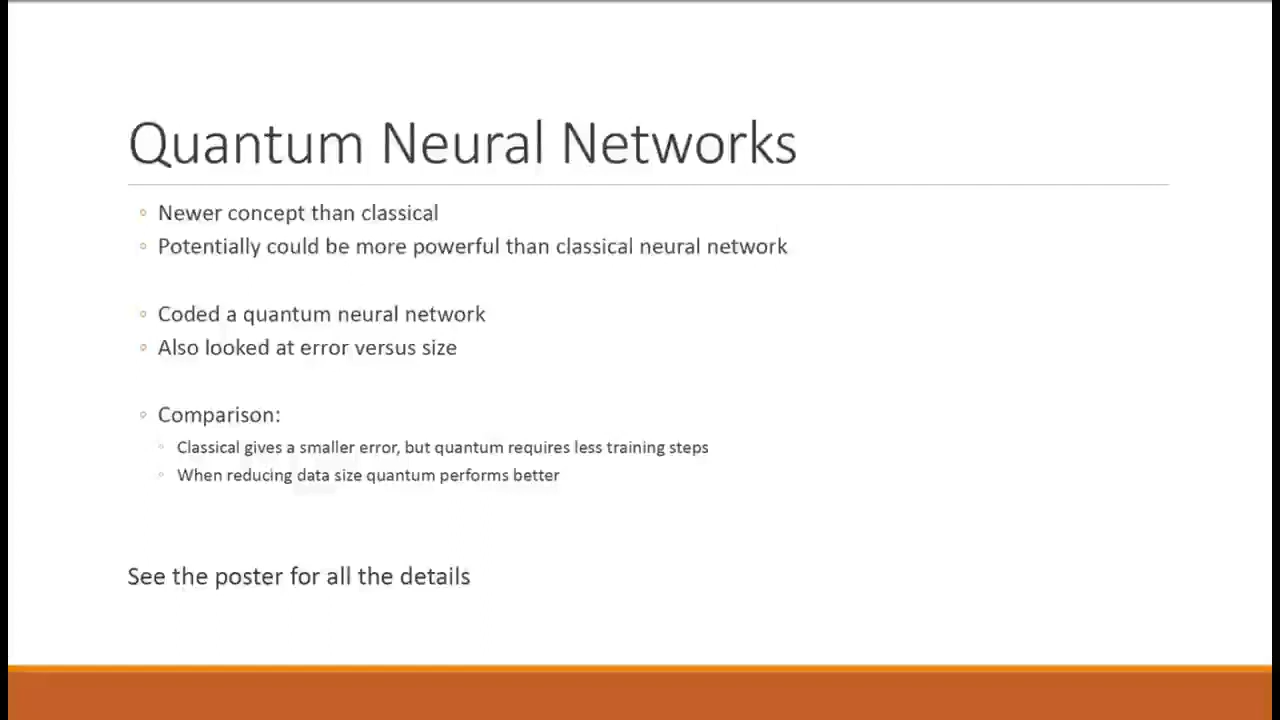 Quantum Neural Networks
Newer concept than classical
Potentially could be more powerful than classical neural network
Coded a quantum neural network
Also looked at error versus size
Comparison:
Classical gives a smaller error, but quantum requires less training steps
When reducing data size quantum performs better
See the poster for all the details